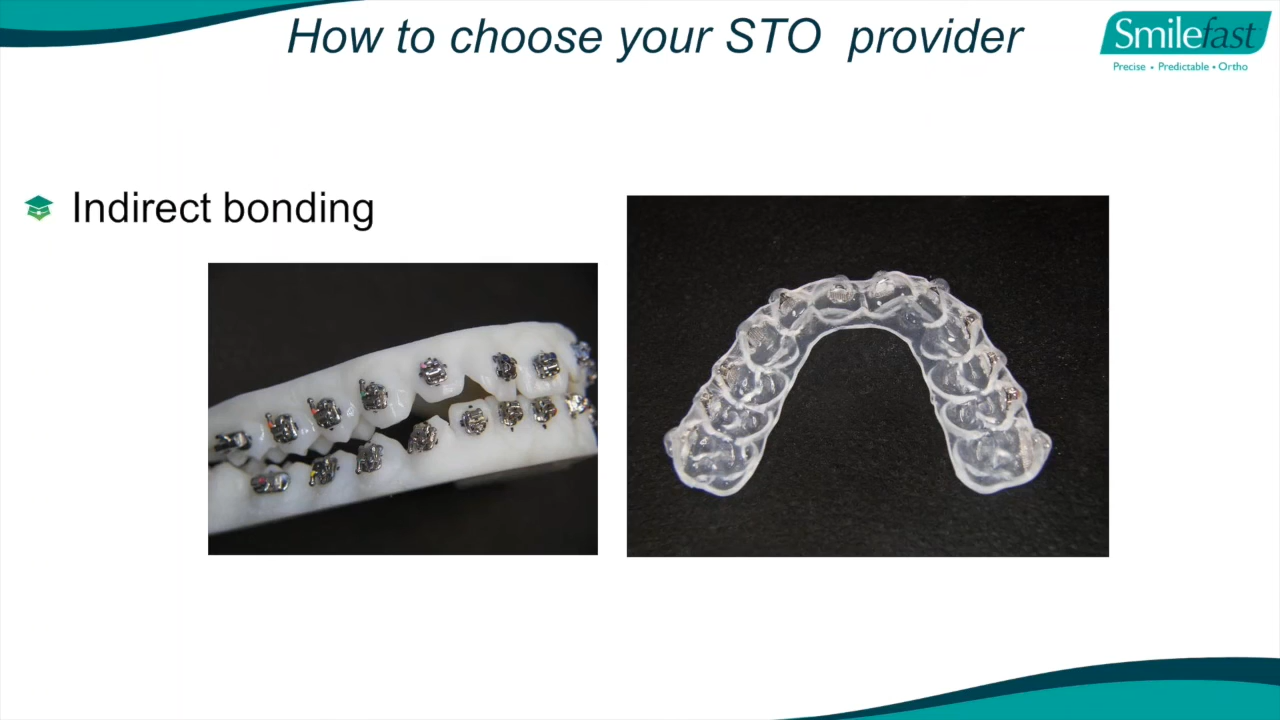 How to choose your STO provider
Smilefast
Precise • Predictable • Ortho
Indirect bonding